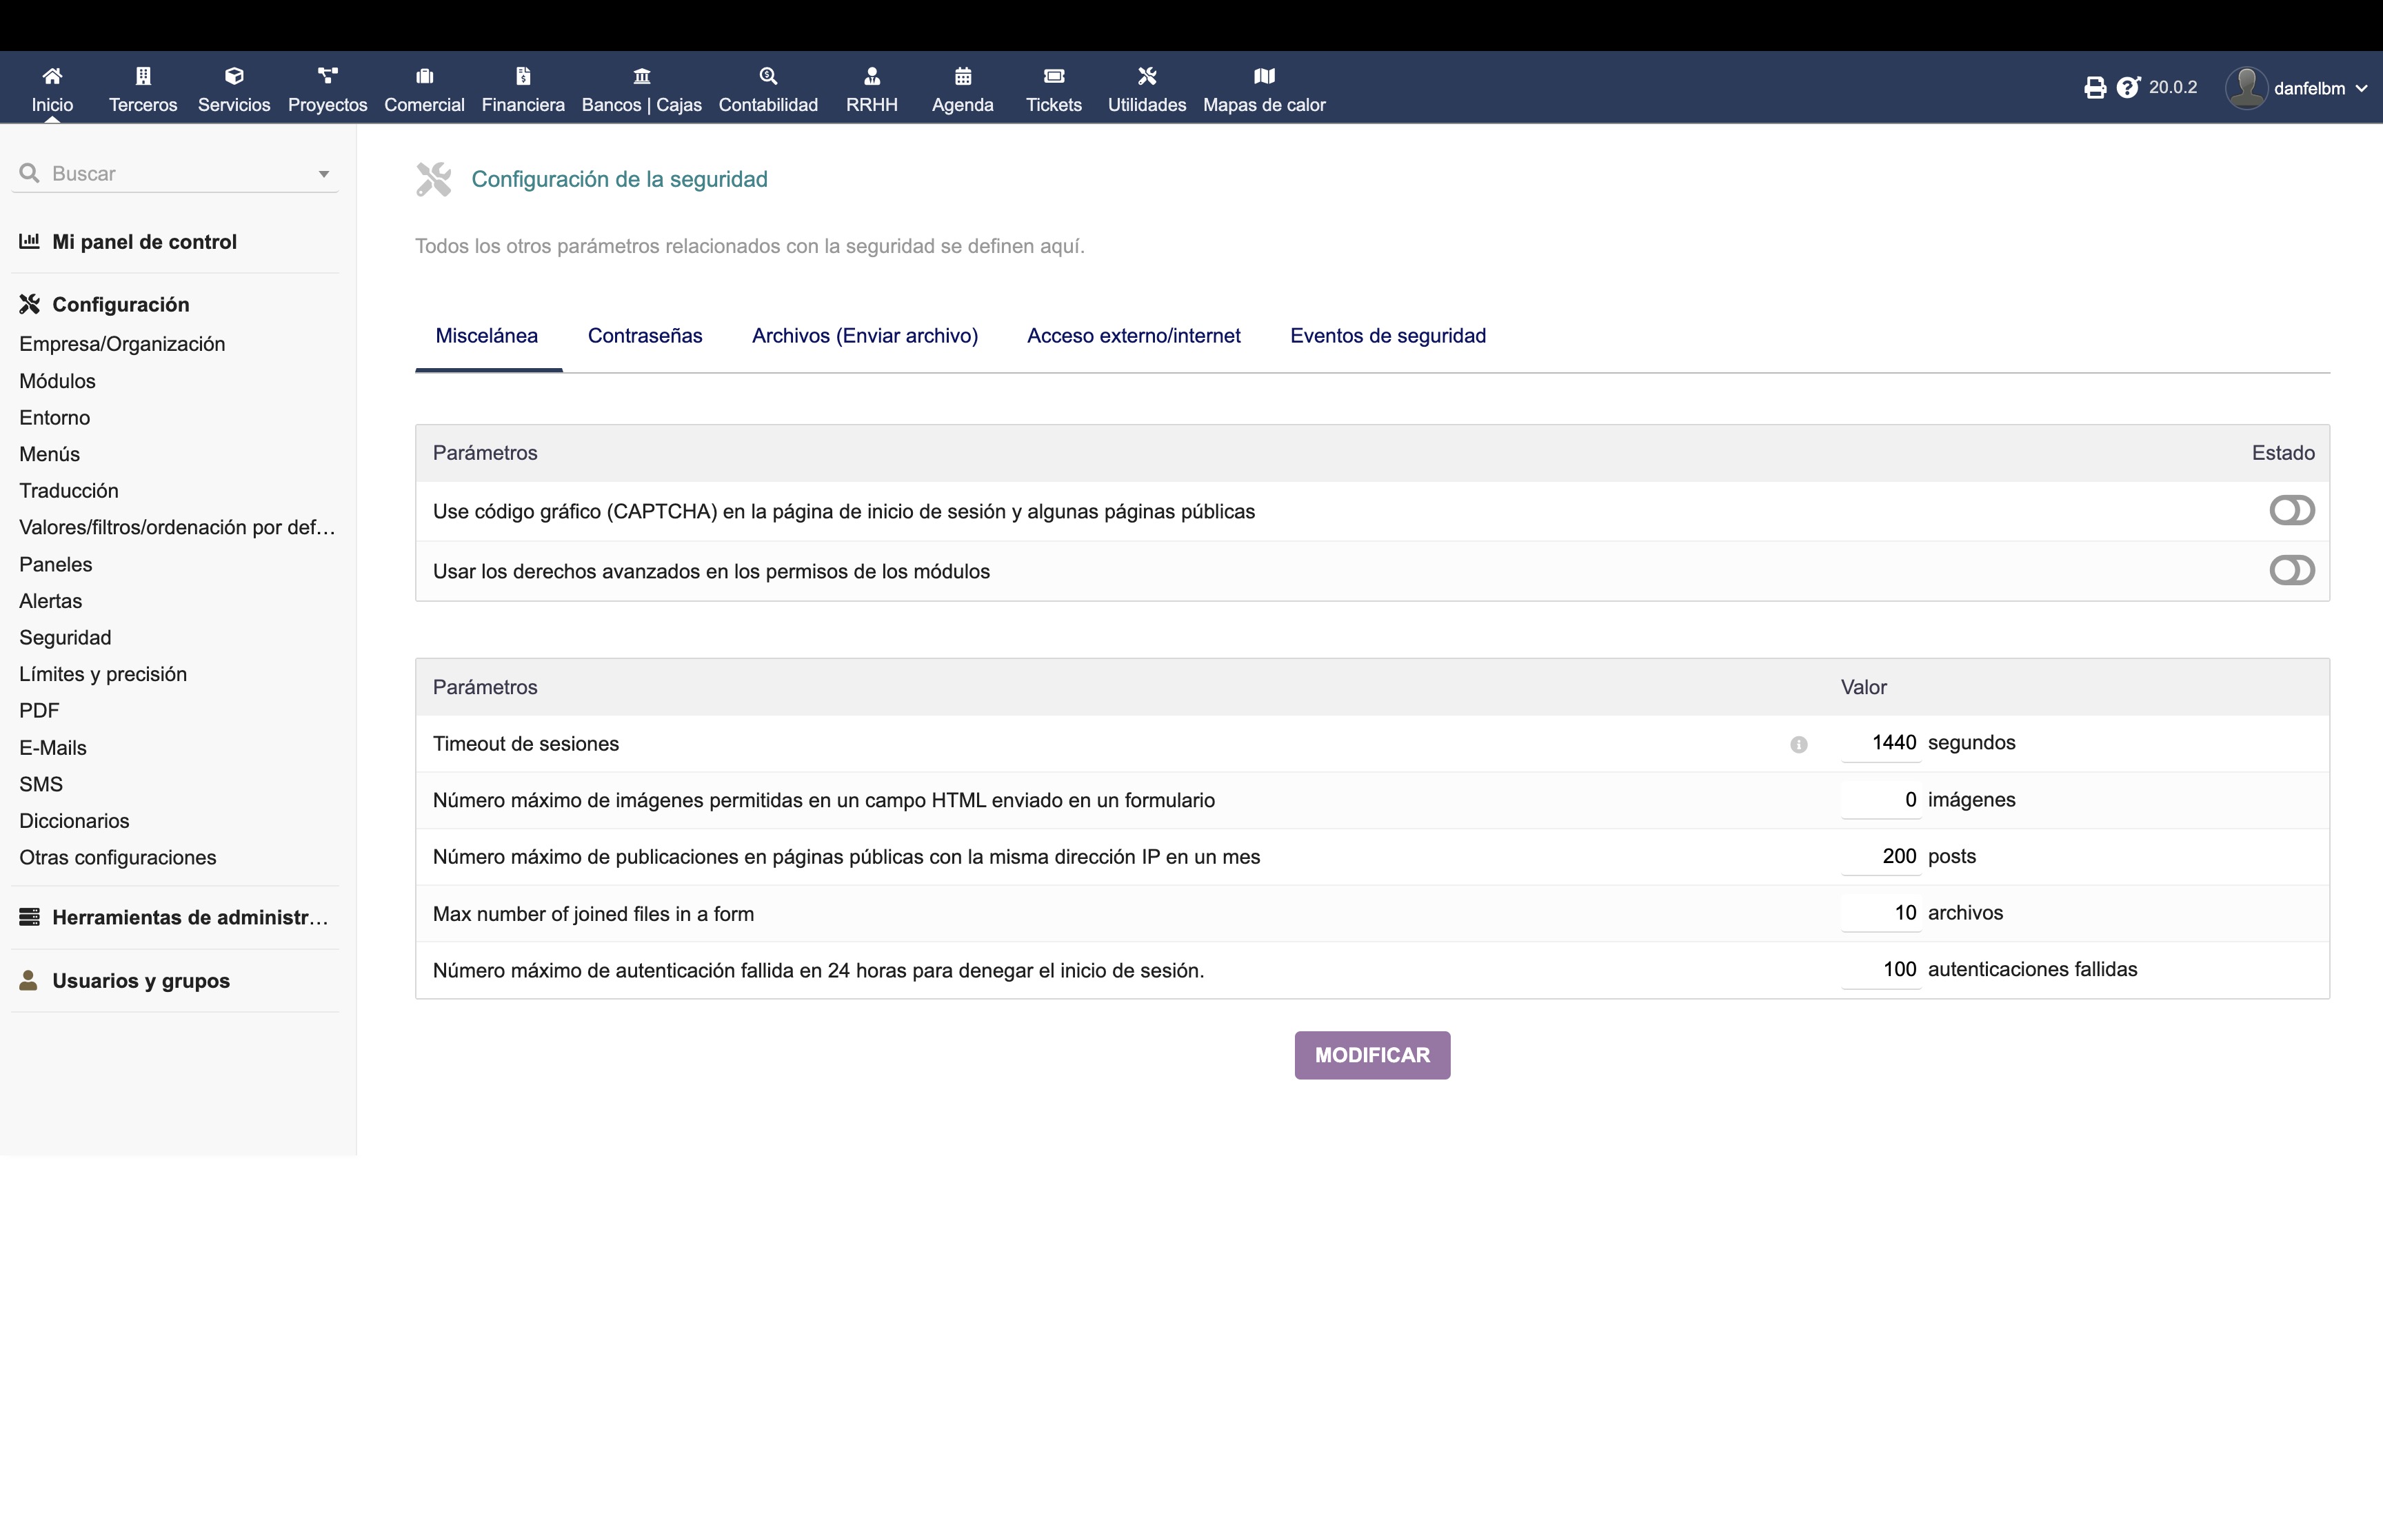 Inicio
Terceros
Servicios
Proyectos
Comercial
Financiera
Bancos | Cajas
Contabilidad
RRHH
Agenda
Tickets
Utilidades
Mapas de calor
20.0.2
danfelbm
Buscar
Mi panel de control
Configuración
Empresa/Organización
Módulos
Entorno
Menús
Traducción
Valores/filtros/ordenación por def...
Paneles
Alertas
Seguridad
Límites y precisión
PDF
E-Mails
SMS
Diccionarios
Otras configuraciones
Herramientas de administr...
Usuarios y grupos
Configuración de la seguridad
Todos los otros parámetros relacionados con la seguridad se definen aquí.
Miscelánea
Contraseñas
Archivos (Enviar archivo)
Acceso externo/internet
Eventos de seguridad
Parámetros Estado
Use código gráfico (CAPTCHA) en la página de inicio de sesión y algunas páginas públicas
Usar los derechos avanzados en los permisos de los módulos
Parámetros Valor
Timeout de sesiones 1440 segundos
Número máximo de imágenes permitidas en un campo HTML enviado en un formulario 0 imágenes
Número máximo de publicaciones en páginas públicas con la misma dirección IP en un mes 200 posts
Max number of joined files in a form 10 archivos
Número máximo de autenticación fallida en 24 horas para denegar el inicio de sesión. 100 autenticaciones fallidas
MODIFICAR